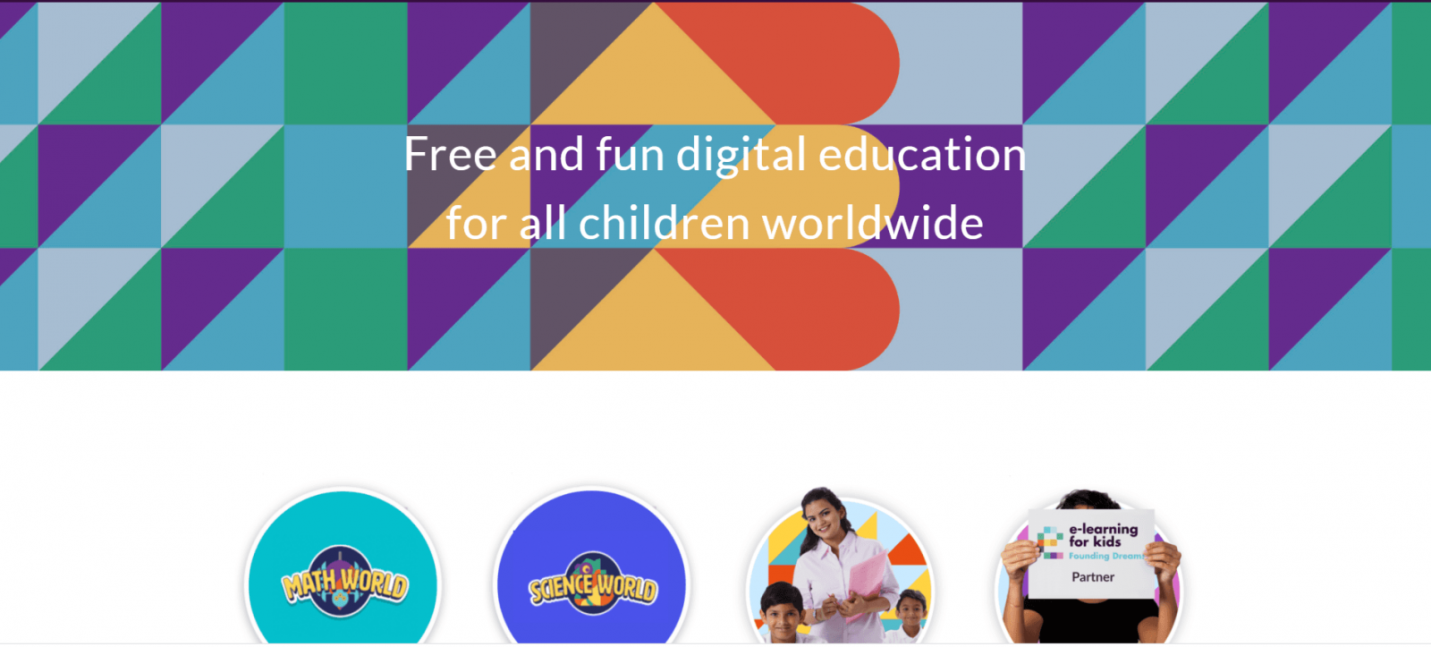 Free and fun digital education
for all children worldwide
MATH WORLD
SCIENCE WORLD
e-learning
for kids
Founding Dreams
Partner